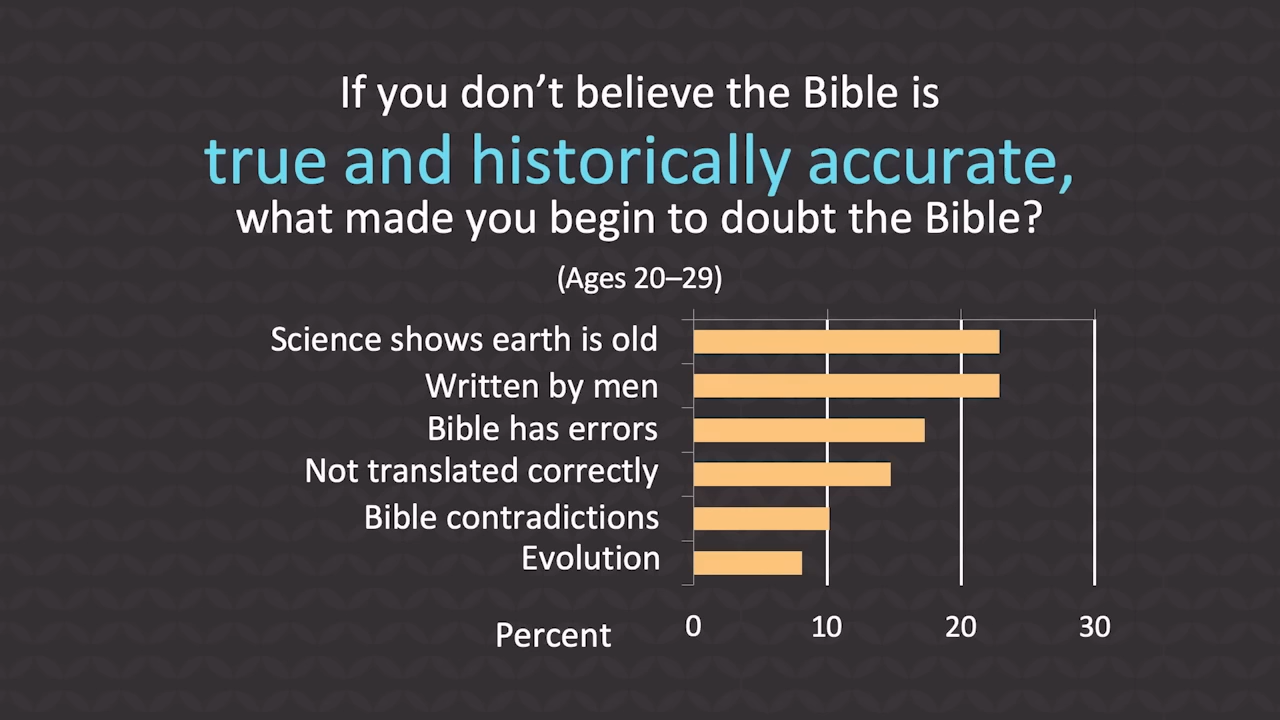 If you don’t believe the Bible is
true and historically accurate,
what made you begin to doubt the Bible?
(Ages 20–29)
Science shows earth is old
Written by men
Bible has errors
Not translated correctly
Bible contradictions
Evolution
Percent 0 10 20 30